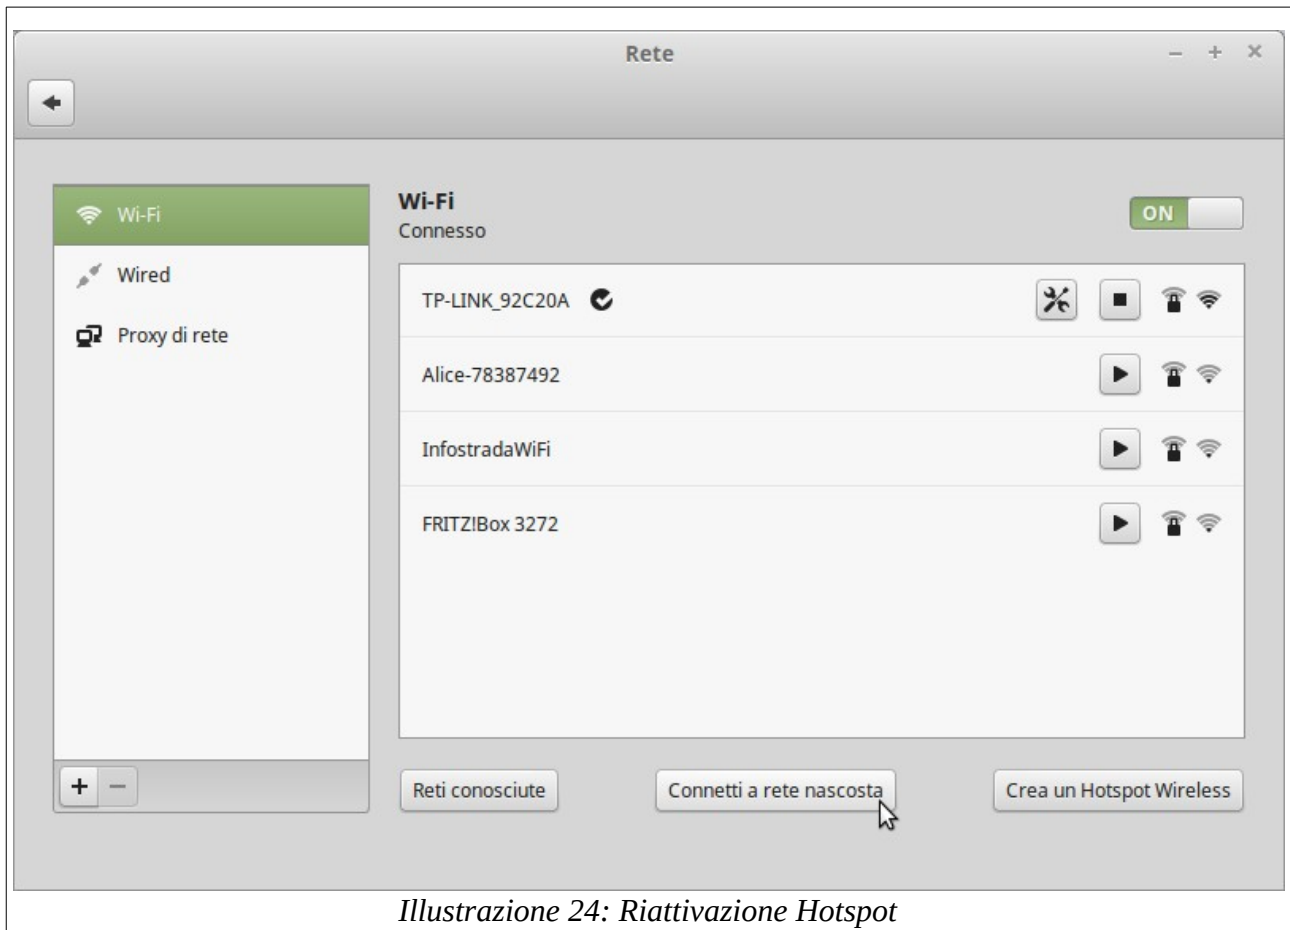 Rete
Wi-Fi
Wi-Fi
Connesso
ON
Wired
TP-LINK_92C20A
Proxy di rete
Alice-78387492
InfostradaWiFi
FRITZ!Box 3272
Reti conosciute
Connetti a rete nascosta
Crea un Hotspot Wireless
Illustrazione 24: Riattivazione Hotspot